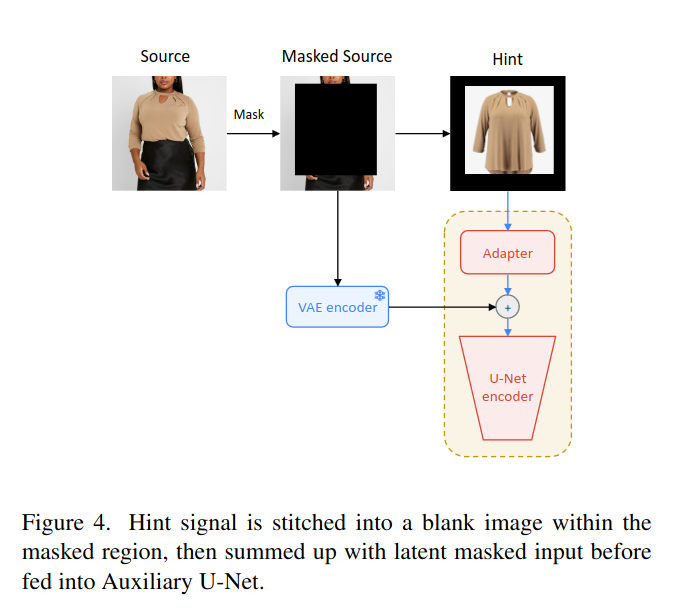 Source
Masked Source
Hint
Mask
Adapter
VAE encoder
+
U-Net
encoder
Figure 4. Hint signal is stitched into a blank image within the
masked region, then summed up with latent masked input before
fed into Auxiliary U-Net.